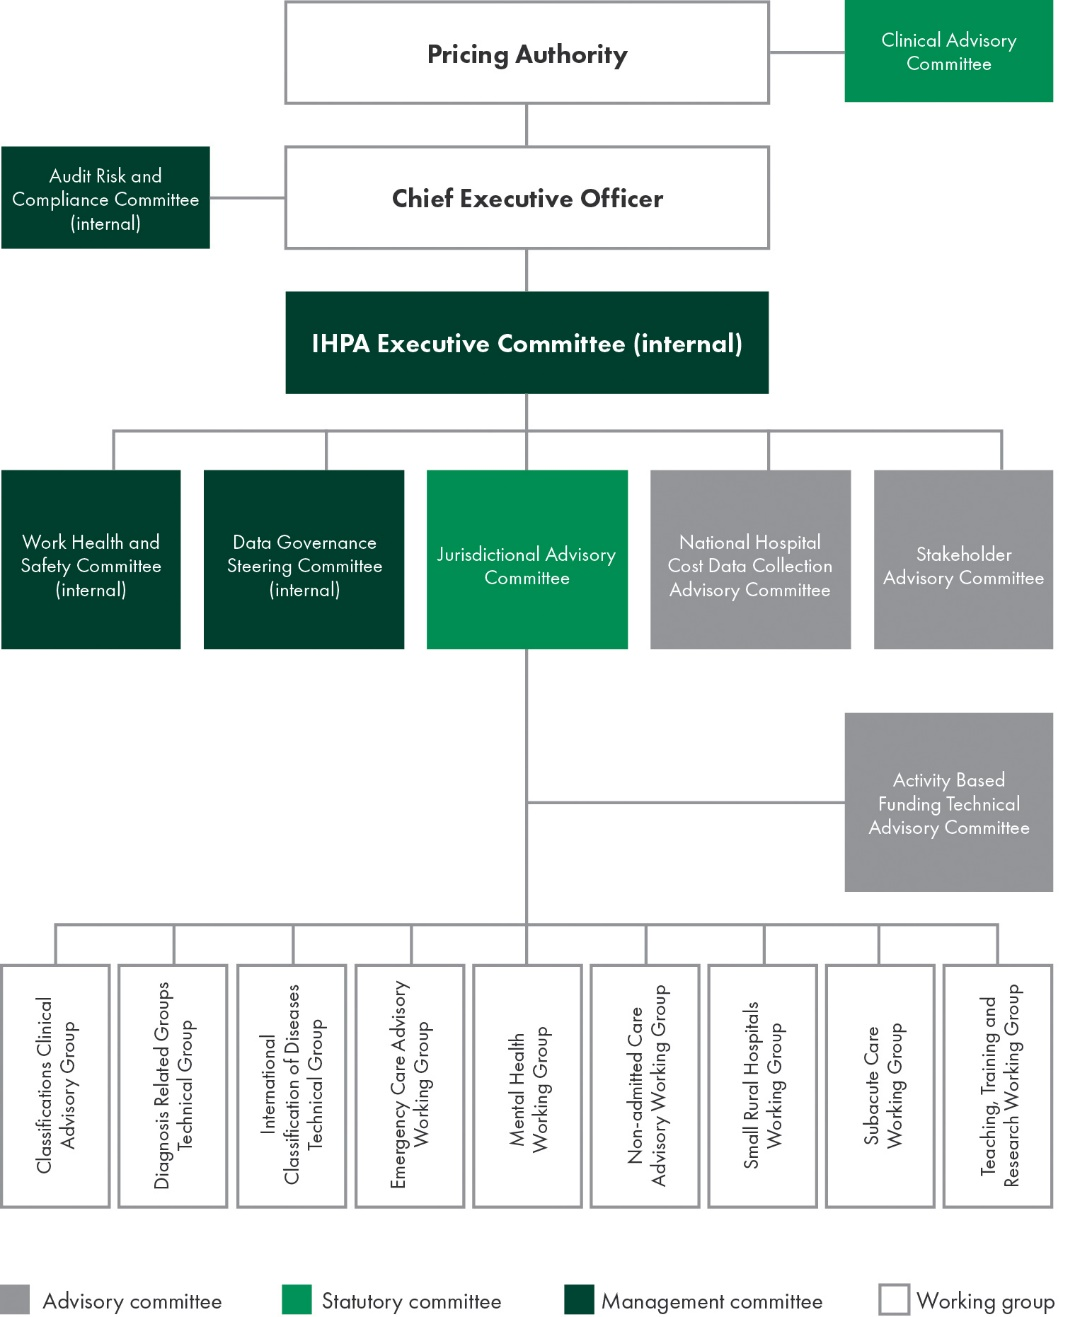 Pricing Authority
Clinical Advisory
Committee
Audit Risk and
Compliance Committee
(internal)
Chief Executive Officer
IHPA Executive Committee (internal)
Work Health and
Safety Committee
(internal)
Data Governance
Steering Committee
(internal)
Jurisdictional Advisory
Committee
National Hospital
Cost Data Collection
Advisory Committee
Stakeholder
Advisory Committee
Activity Based
Funding Technical
Advisory Committee
Classifications Clinical
Advisory Group
Diagnosis Related Groups
Technical Group
International
Classification of Diseases
Technical Group
Emergency Care Advisory
Working Group
Mental Health
Working Group
Non-admitted Care
Advisory Working Group
Small Rural Hospitals
Working Group
Subacute Care
Working Group
Teaching, Training and
Research Working Group
Advisory committee
Statutory committee
Management committee
Working group